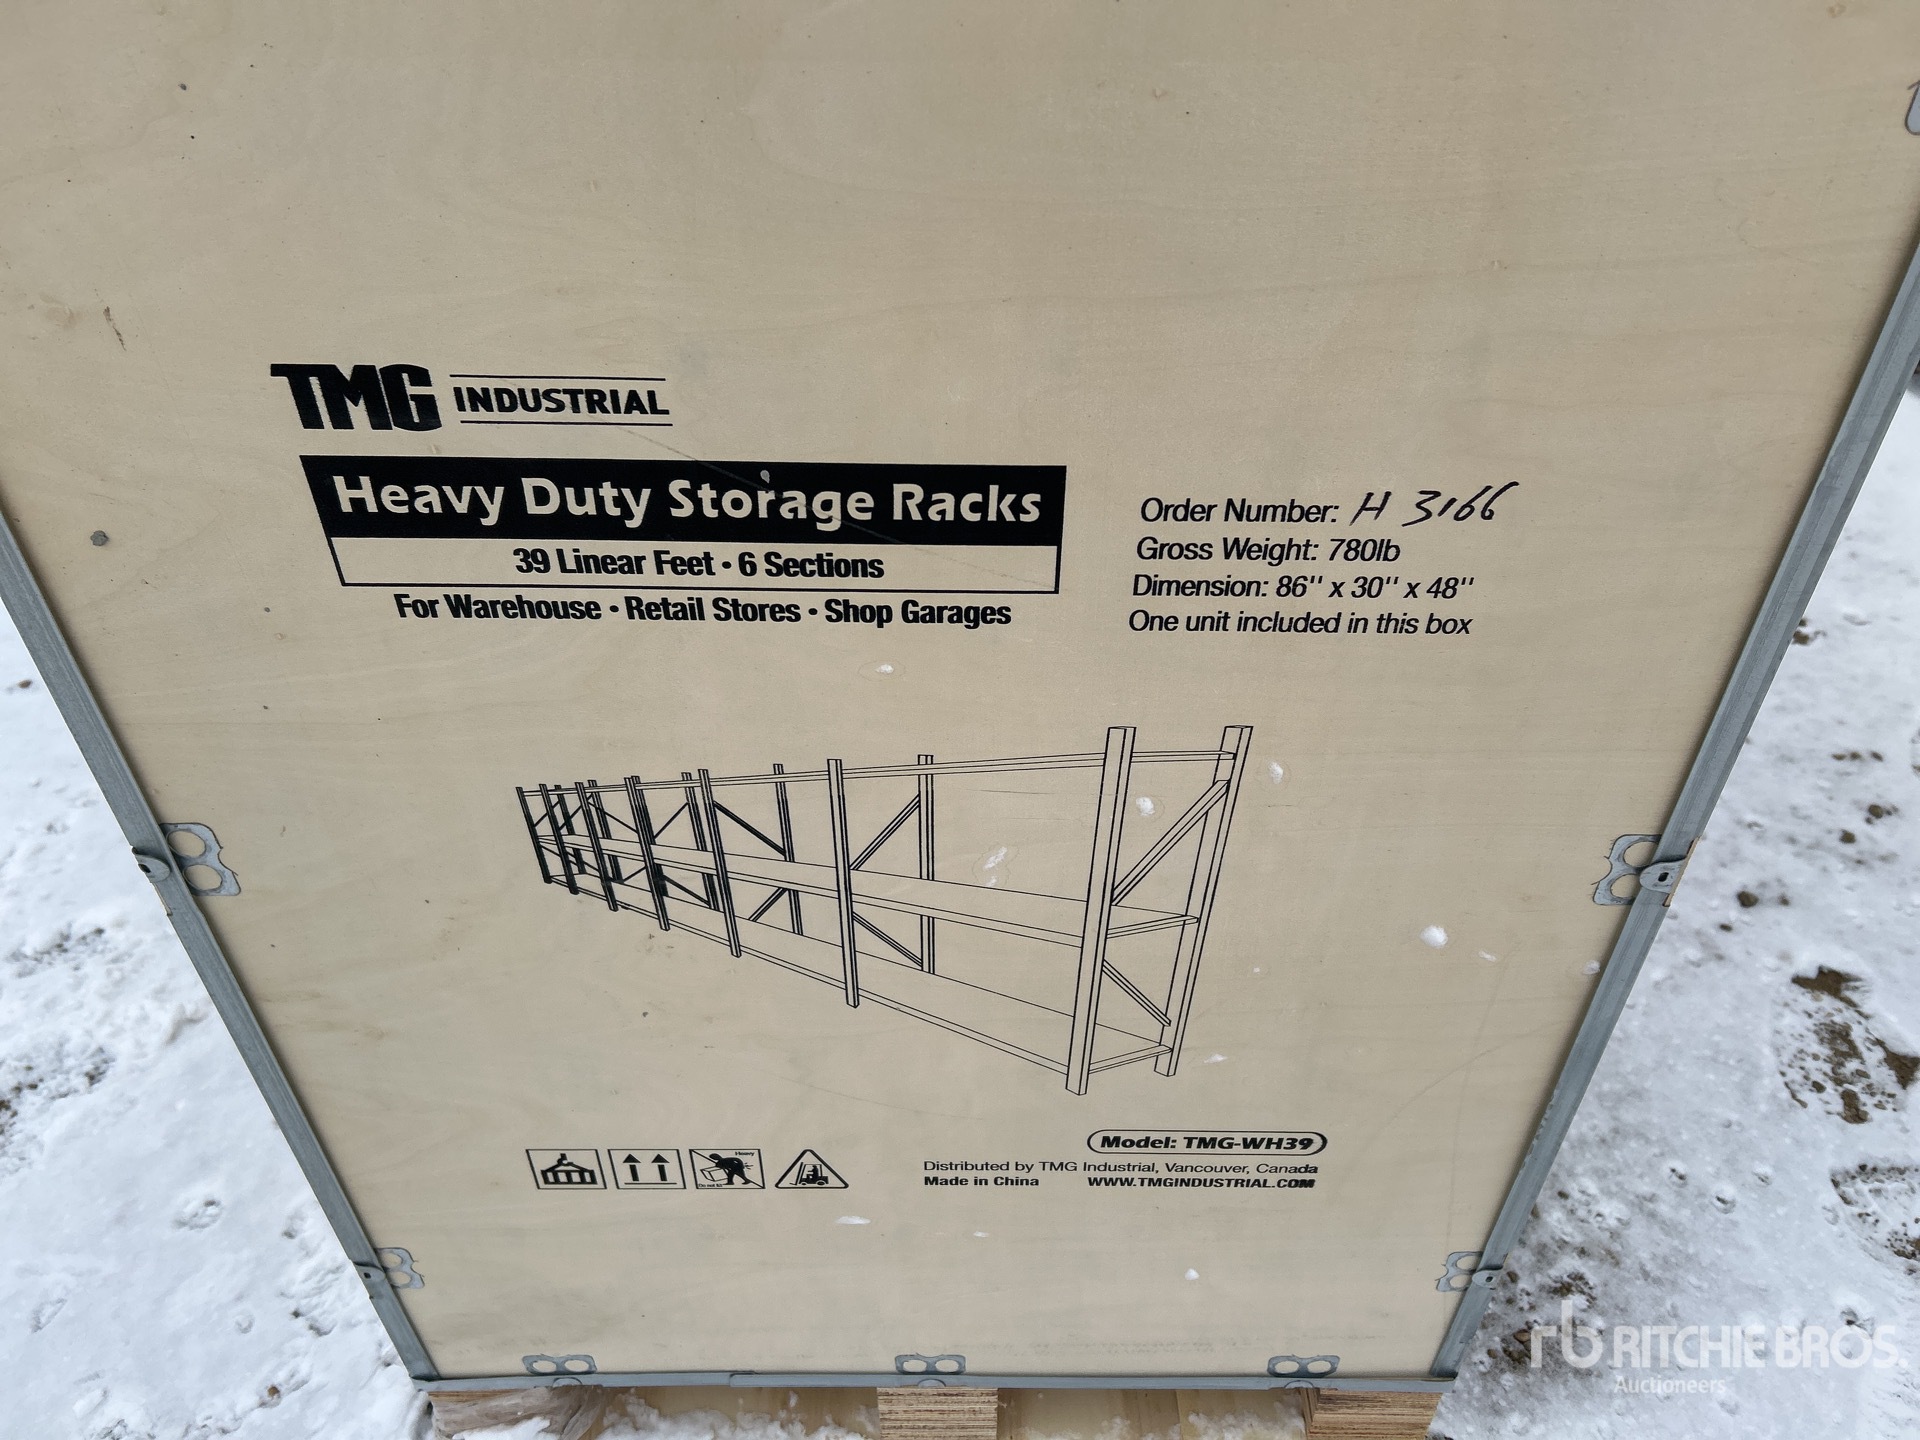 TMG INDUSTRIAL
Heavy Duty Storage Racks
39 Linear Feet • 6 Sections
For Warehouse • Retail Stores • Shop Garages
Order Number: H 3166
Gross Weight: 780lb
Dimension: 86'' x 30'' x 48''
One unit included in this box
Heavy
Model: TMG-WH39
Distributed by TMG Industrial, Vancouver, Canada
Made in China WWW.TMGINDUSTRIAL.COM
rb RITCHIE BROS.
Auctioneers